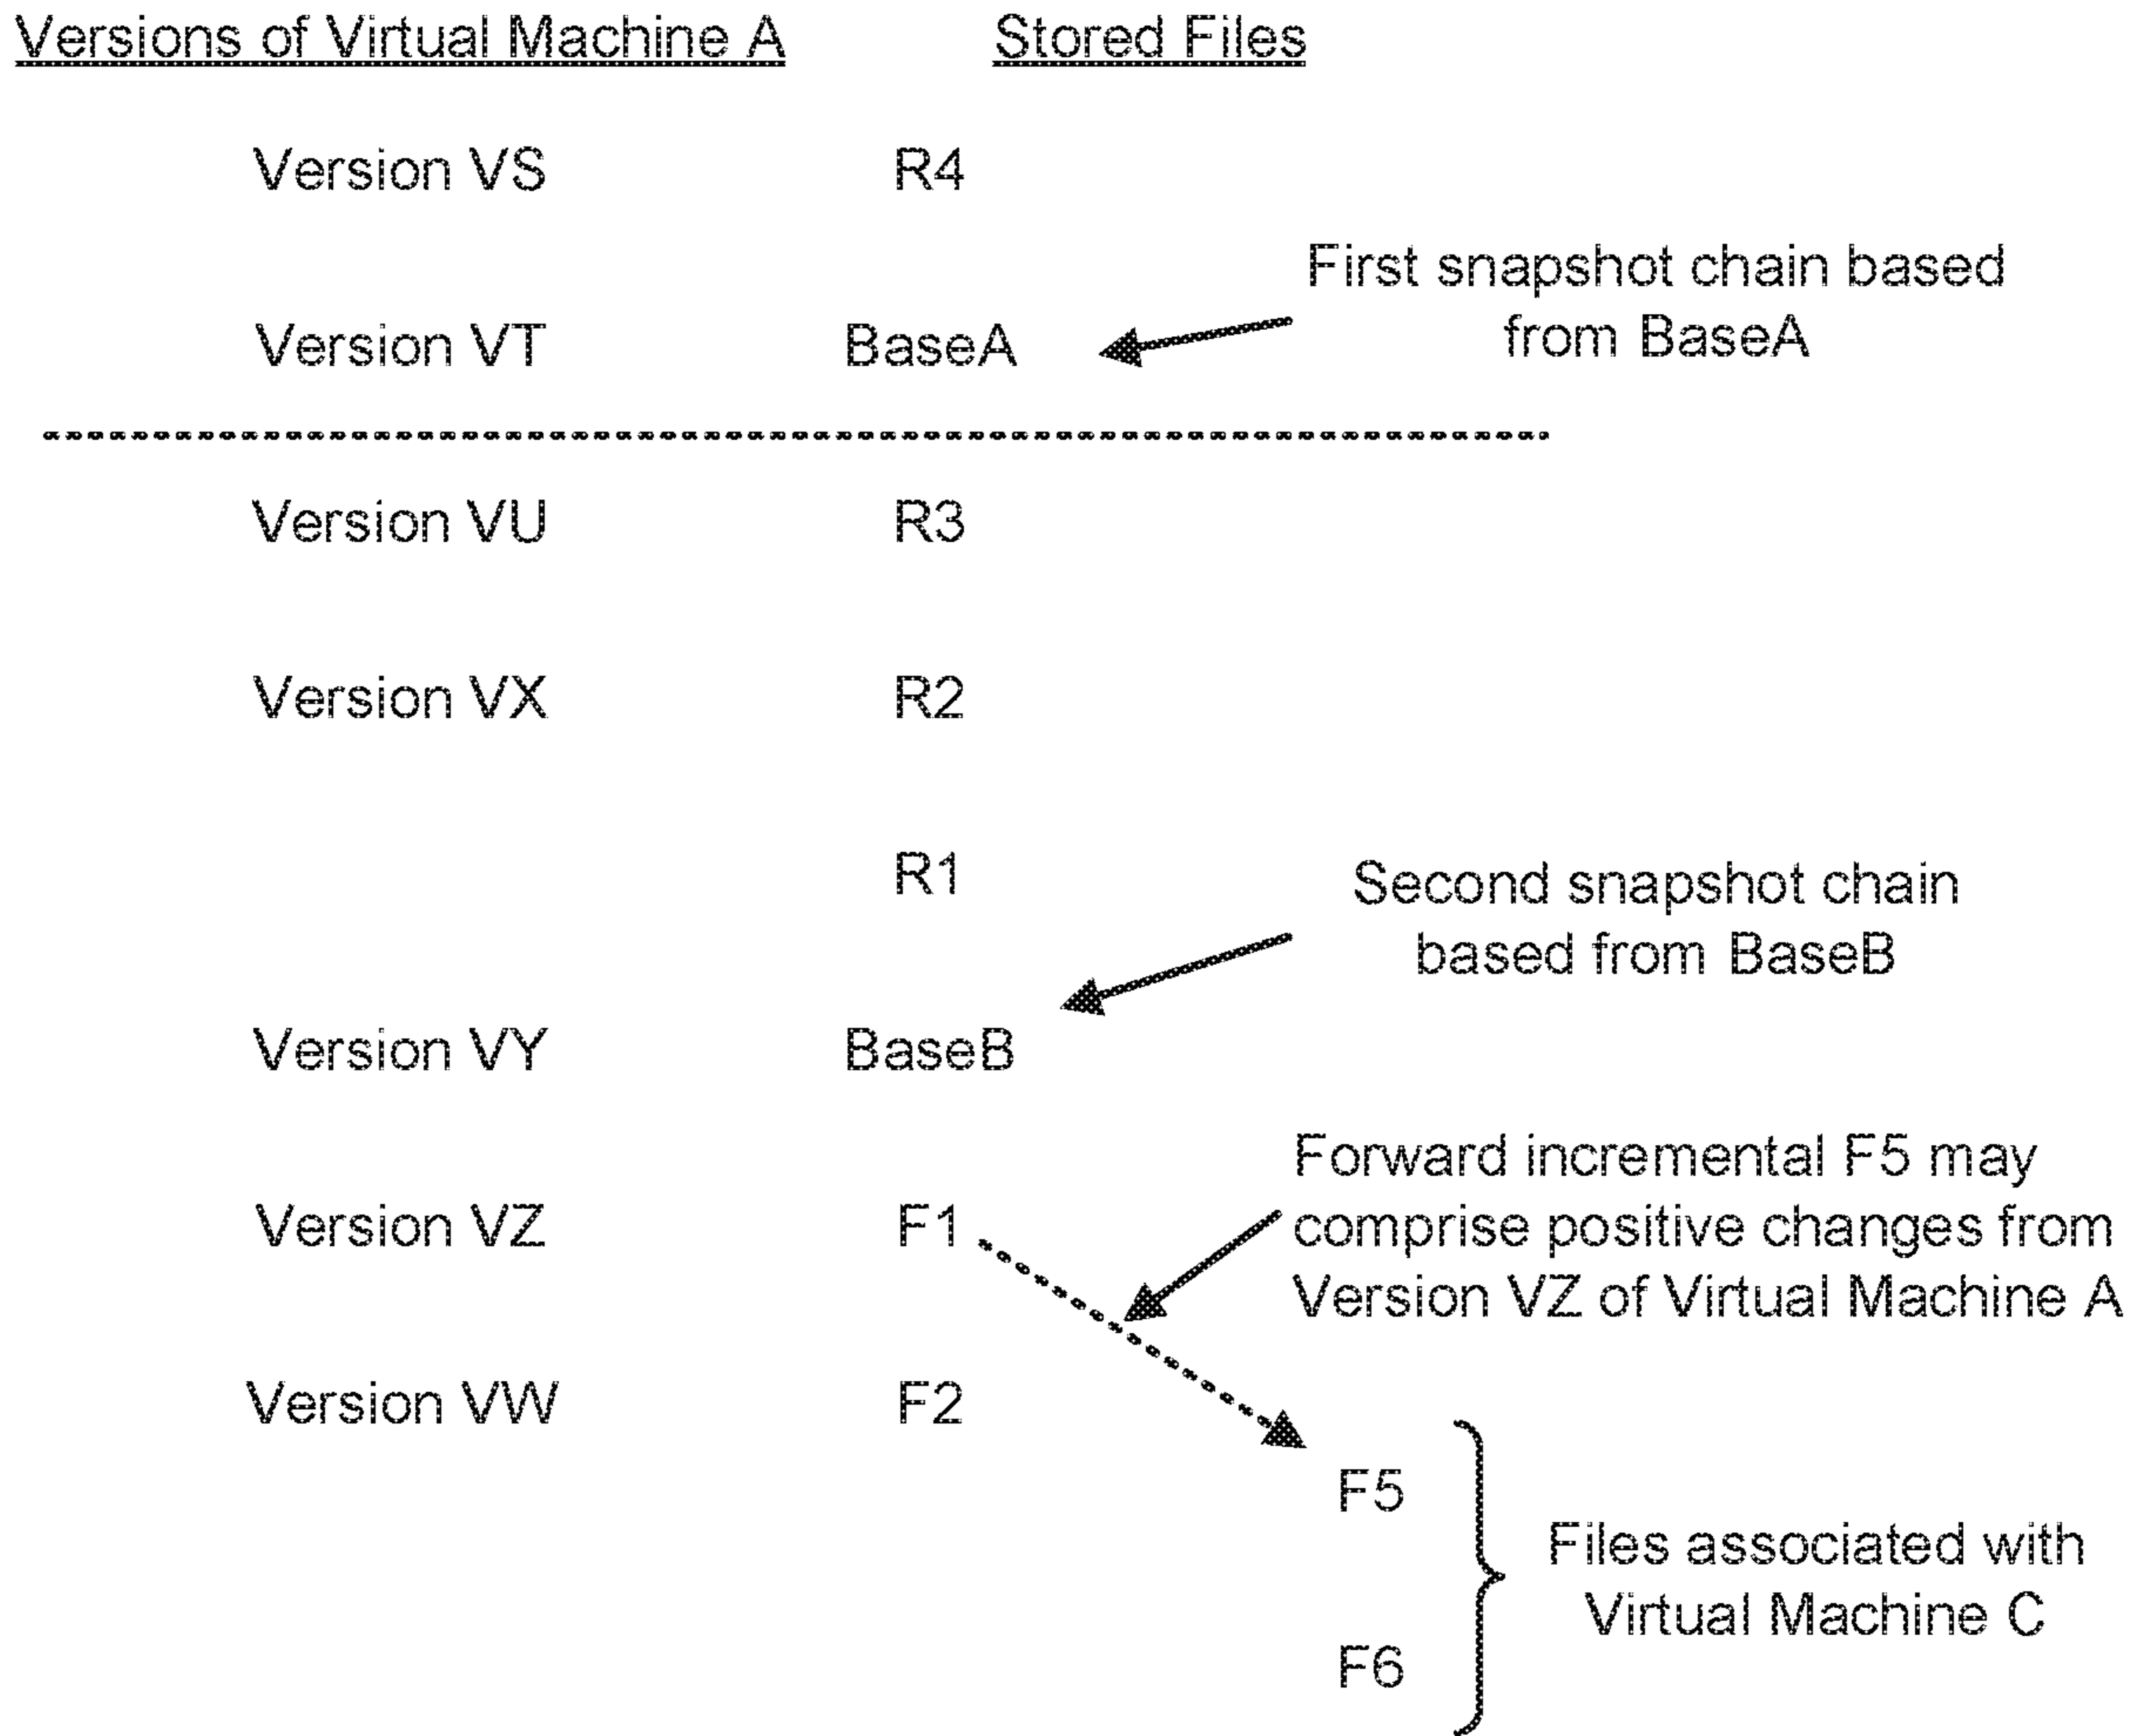 Versions of Virtual Machine A Stored Files
Version VS R4
First snapshot chain based
from BaseA
Version VT BaseA
Version VU R3
Version VX R2
R1
Second snapshot chain
based from BaseB
Version VY BaseB
Forward incremental F5 may
comprise positive changes from
Version VZ of Virtual Machine A
Version VZ F1
Version VW F2
F5
Files associated with
Virtual Machine C
F6